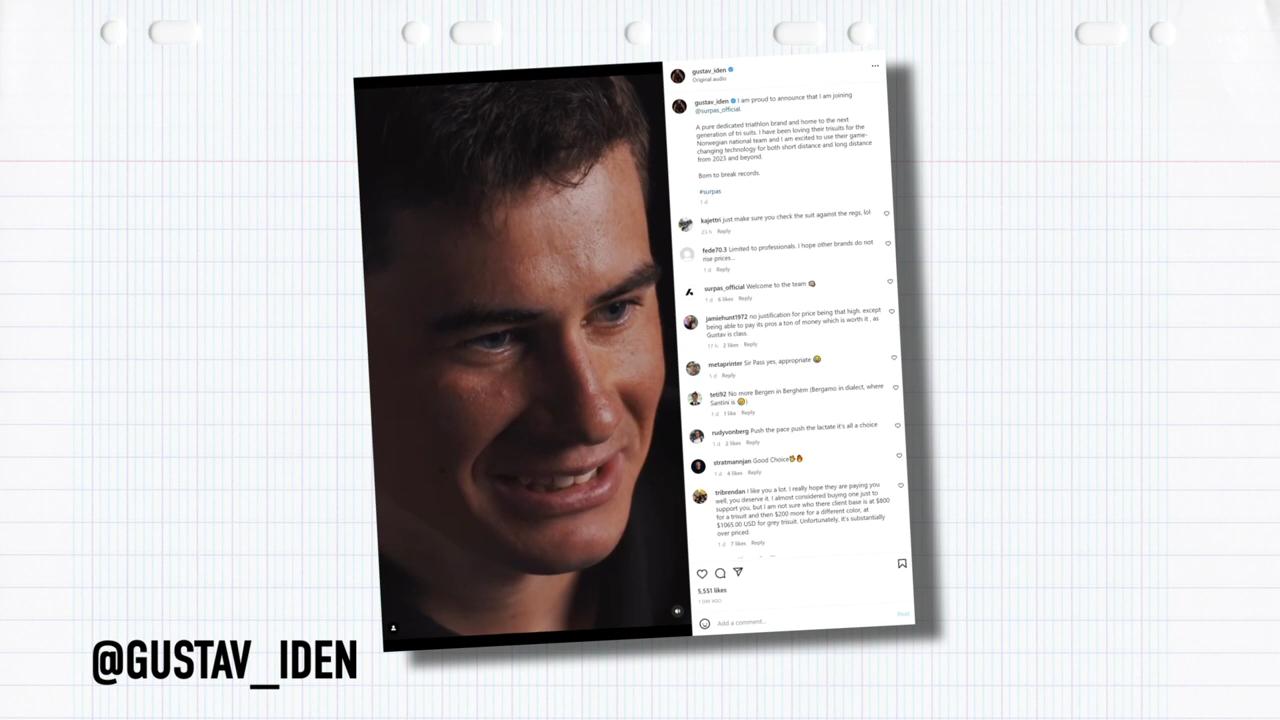 gustav_iden
Original audio
gustav_iden I am proud to announce that I am joining
@surpas_official.
A pure dedicated triathlon brand and home to the next
generation of tri suits. I have been loving their trisuits for the
Norwegian national team and I am excited to use their game-
changing technology for both short distance and long distance
from 2023 and beyond.
Born to break records.
#surpas
1 d
kajettri just make sure you check the suit against the regs, lol
23 h Reply
fede70.3 Limited to professionals. I hope other brands do not
rise prices...
1 d Reply
surpas_official Welcome to the team
1 d 6 likes Reply
jamiehunt1972 no justification for price being that high. except
being able to pay its pros a ton of money which is worth it , as
Gustav is class.
17 h 2 likes Reply
metaprinter Sir Pass yes, appropriate 😂
1 d Reply
teti92 No more Bergen in Berghèm (Bergamo in dialect, where
Santini is 😢)
1 d 1 like Reply
rudyvonberg Push the pace push the lactate it's all a choice
1 d 2 likes Reply
stratmannjan Good Choice🔥
1 d 4 likes Reply
tribrendan I like you a lot. I really hope they are paying you
well, you deserve it. I almost considered buying one just to
support you, but I am not sure who there client base is at $800
for a trisuit and then $200 more for a different color, at
$1065.00 USD for grey trisuit. Unfortunately, it's substantially
over priced.
1 d 7 likes Reply
5,551 likes
1 DAY AGO
Add a comment...
Post
@GUSTAV_IDEN